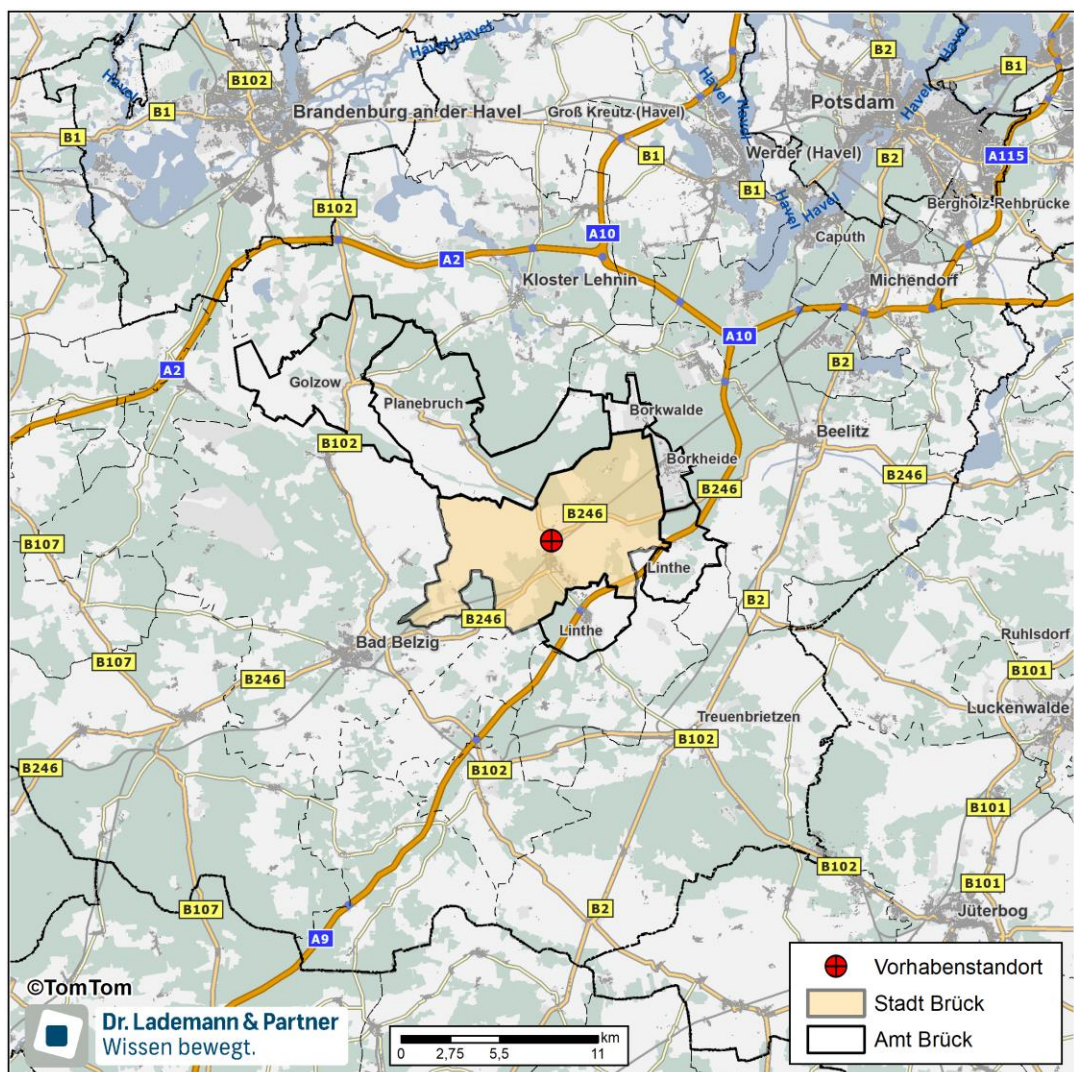 Havel Havel
B2
Havel
B1
B102
Havel
Havel
Potsdam
B1
Brandenburg an der Havel
Groß Kreutz (Havel)
Havel
B1
B1
Werder (Havel)
B2
A115
B1
Havel
Havel
Bergholz-Rehbrücke
B102
A10
Caputh
A2
Kloster Lehnin
Michendorf
A10
A2
B2
Golzow
Planebruch
Borkwalde
B102
Beelitz
Borkheide
B246
B246
B246
B107
Linthe
B2
B246
Linthe
Bad Belzig
Ruhlsdorf
B107
B101
B246
Luckenwalde
Treuenbrietzen
B102
B246
B102
B101
B102
B101
B107
B2
Jüterbog
A9
©TomTom
Dr. Lademann & Partner
Wissen bewegt.
km
0 2,75 5,5 11
Vorhabenstandort
Stadt Brück
Amt Brück